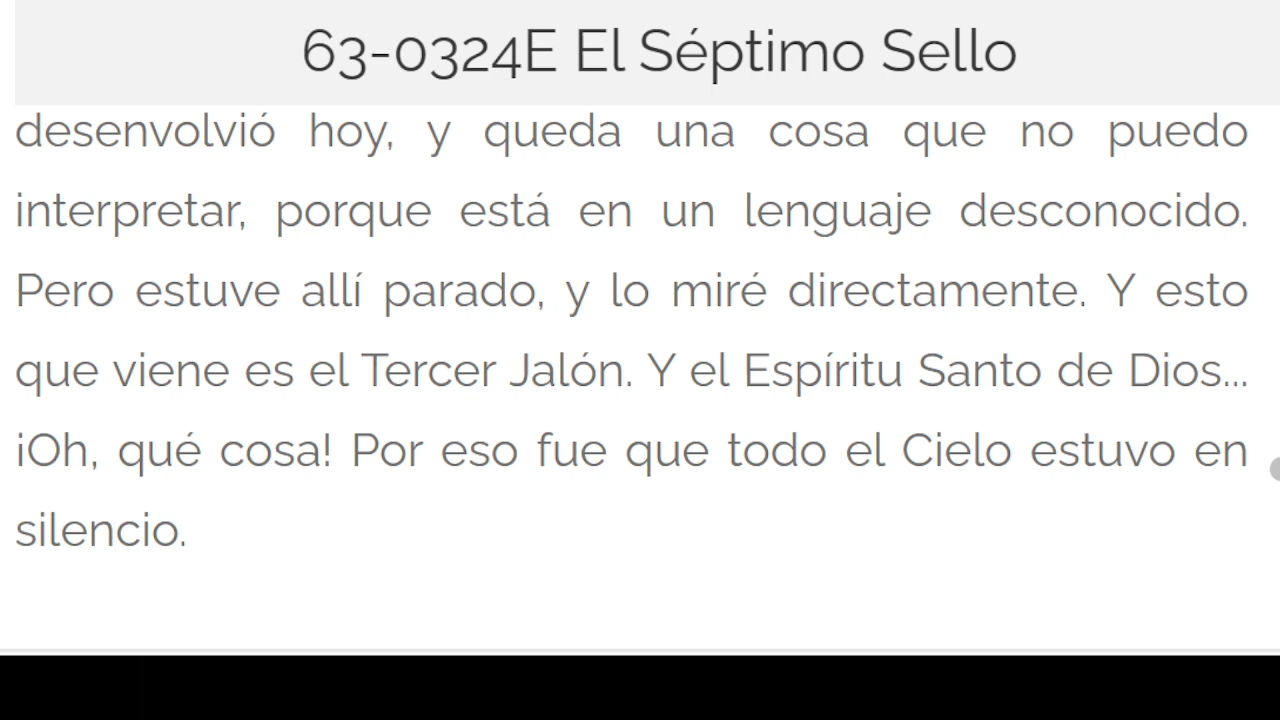 63-0324E El Séptimo Sello
desenvolvió hoy, y queda una cosa que no puedo
interpretar, porque está en un lenguaje desconocido.
Pero estuve allí parado, y lo miré directamente. Y esto
que viene es el Tercer Jalón. Y el Espíritu Santo de Dios...
¡Oh, qué cosa! Por eso fue que todo el Cielo estuvo en
silencio.